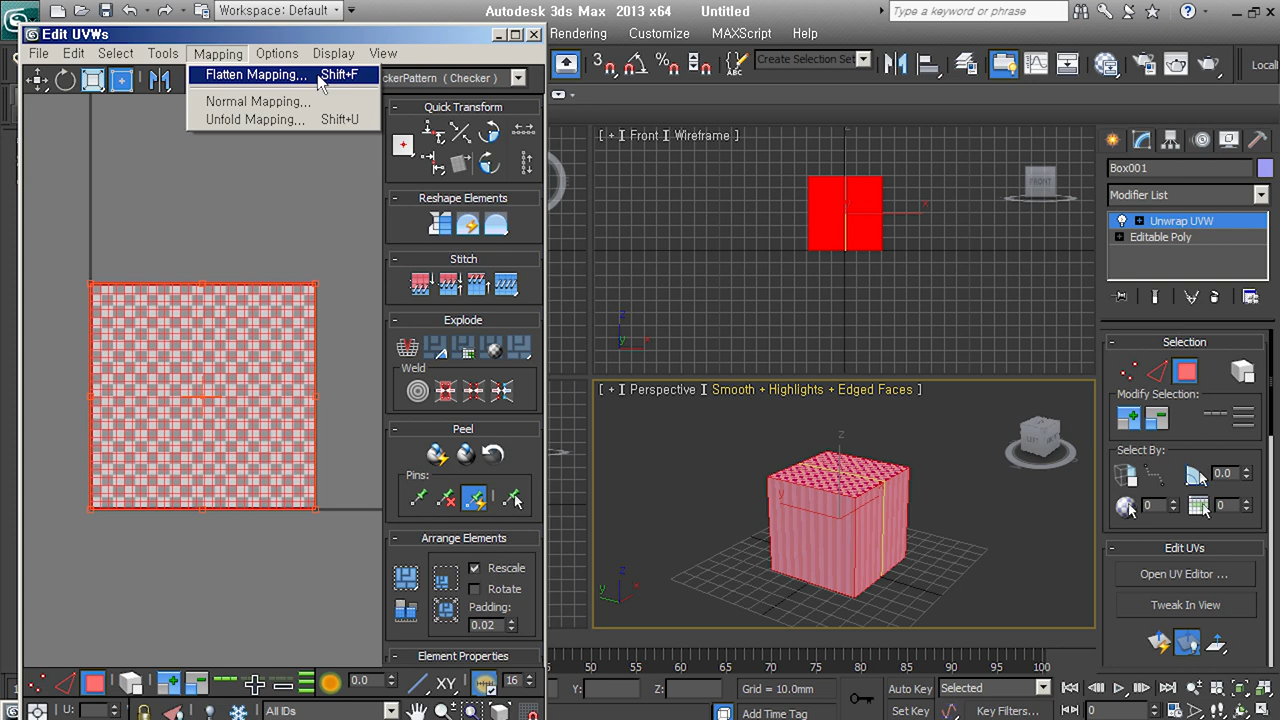 Workspace: Default
Autodesk 3ds Max 2013 x64
Untitled
Type a keyword or phrase
Edit UVWs
File
Edit
Select
Tools
Mapping
Options
Display
View
Rendering
Customize
MAXScript
Help
Flatten Mapping... Shift+F
Normal Mapping...
Unfold Mapping... Shift+U
ckerPattern ( Checker )
XY
Create Selection Set
Locali
Quick Transform
Reshape Elements
Stitch
Explode
Weld
Peel
Pins:
Arrange Elements
Rescale
Rotate
Padding:
0.02
Element Properties
[ + ] Front ] Wireframe ]
FRONT
x
z
y
x
[ + ] Perspective ] Smooth + Highlights + Edged Faces ]
z
y
z
y
x
Box001
Modifier List
Unwrap UVW
Editable Poly
Selection
Modify Selection:
Select By:
0.0
0
0
Edit UVs
Open UV Editor ...
Tweak In View
0.0
XY
16
U:
All IDs
50 55 60 65 70 75 80 85 90 95 100
Y:
Z:
Grid = 10.0mm
Add Time Tag
Auto Key
Selected
Set Key
Key Filters...
0